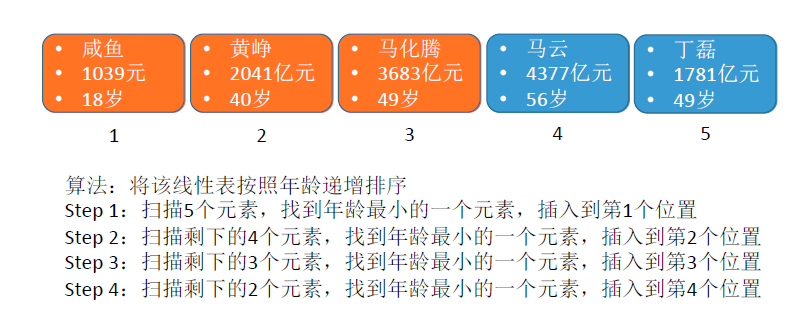 • 咸鱼
• 1039元
• 18岁
• 黄峥
• 2041亿元
• 40岁
• 马化腾
• 3683亿元
• 49岁
• 马云
• 4377亿元
• 56岁
• 丁磊
• 1781亿元
• 49岁
1 2 3 4 5
算法：将该线性表按照年龄递增排序
Step 1：扫描5个元素，找到年龄最小的一个元素，插入到第1个位置
Step 2：扫描剩下的4个元素，找到年龄最小的一个元素，插入到第2个位置
Step 3：扫描剩下的3个元素，找到年龄最小的一个元素，插入到第3个位置
Step 4：扫描剩下的2个元素，找到年龄最小的一个元素，插入到第4个位置